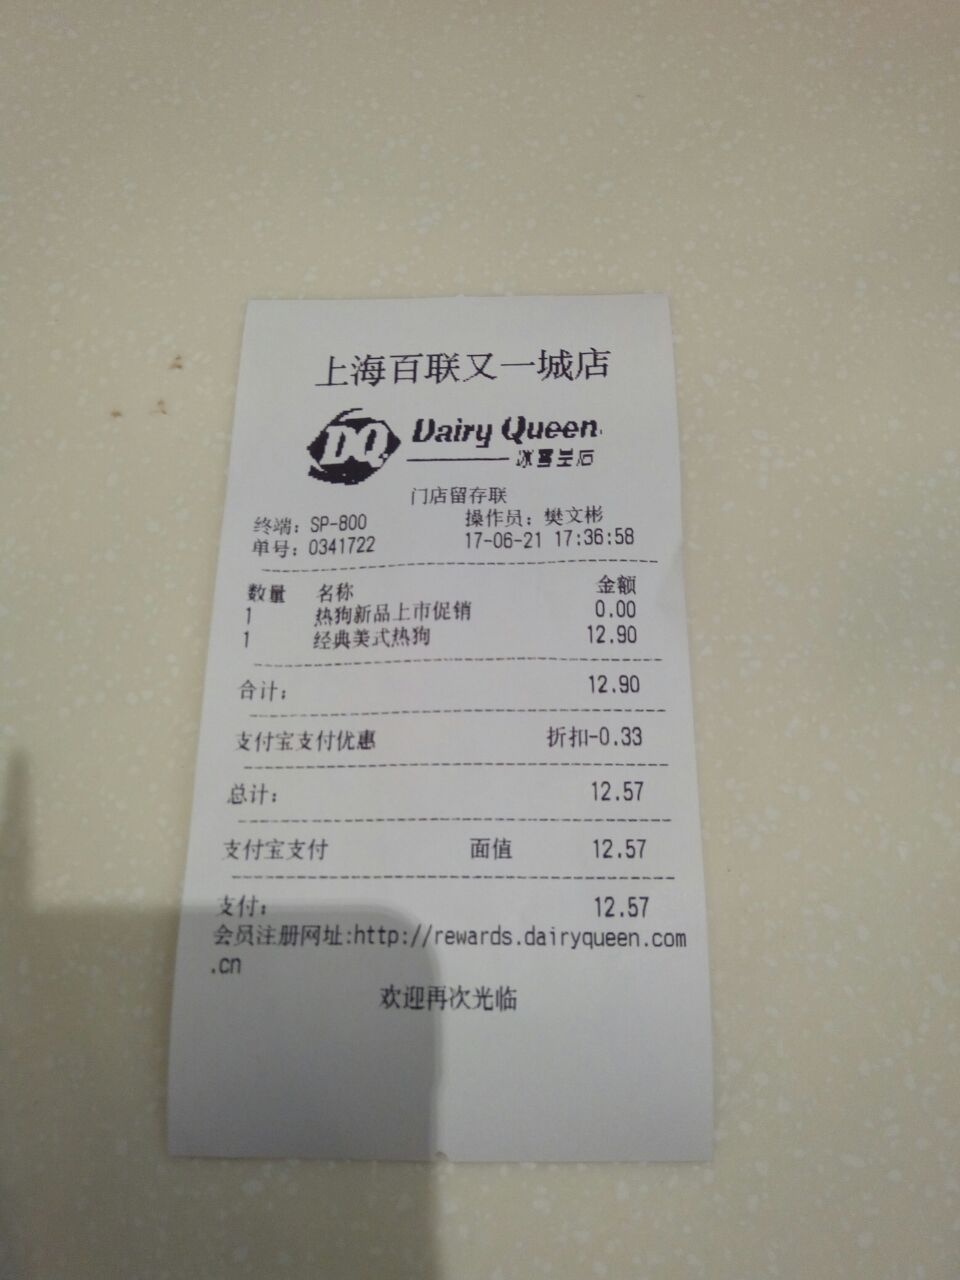 上海百联又一城店
DQ Dairy Queen
冰雪皇后
门店留存联
终端：SP-800 操作员：樊文彬
单号：0341722 17-06-21 17:36:58
数量 名称 金额
1 热狗新品上市促销 0.00
1 经典美式热狗 12.90
合计： 12.90
支付宝支付优惠 折扣-0.33
总计： 12.57
支付宝支付 面值 12.57
支付： 12.57
会员注册网址:http://rewards.dairyqueen.com
.cn
欢迎再次光临